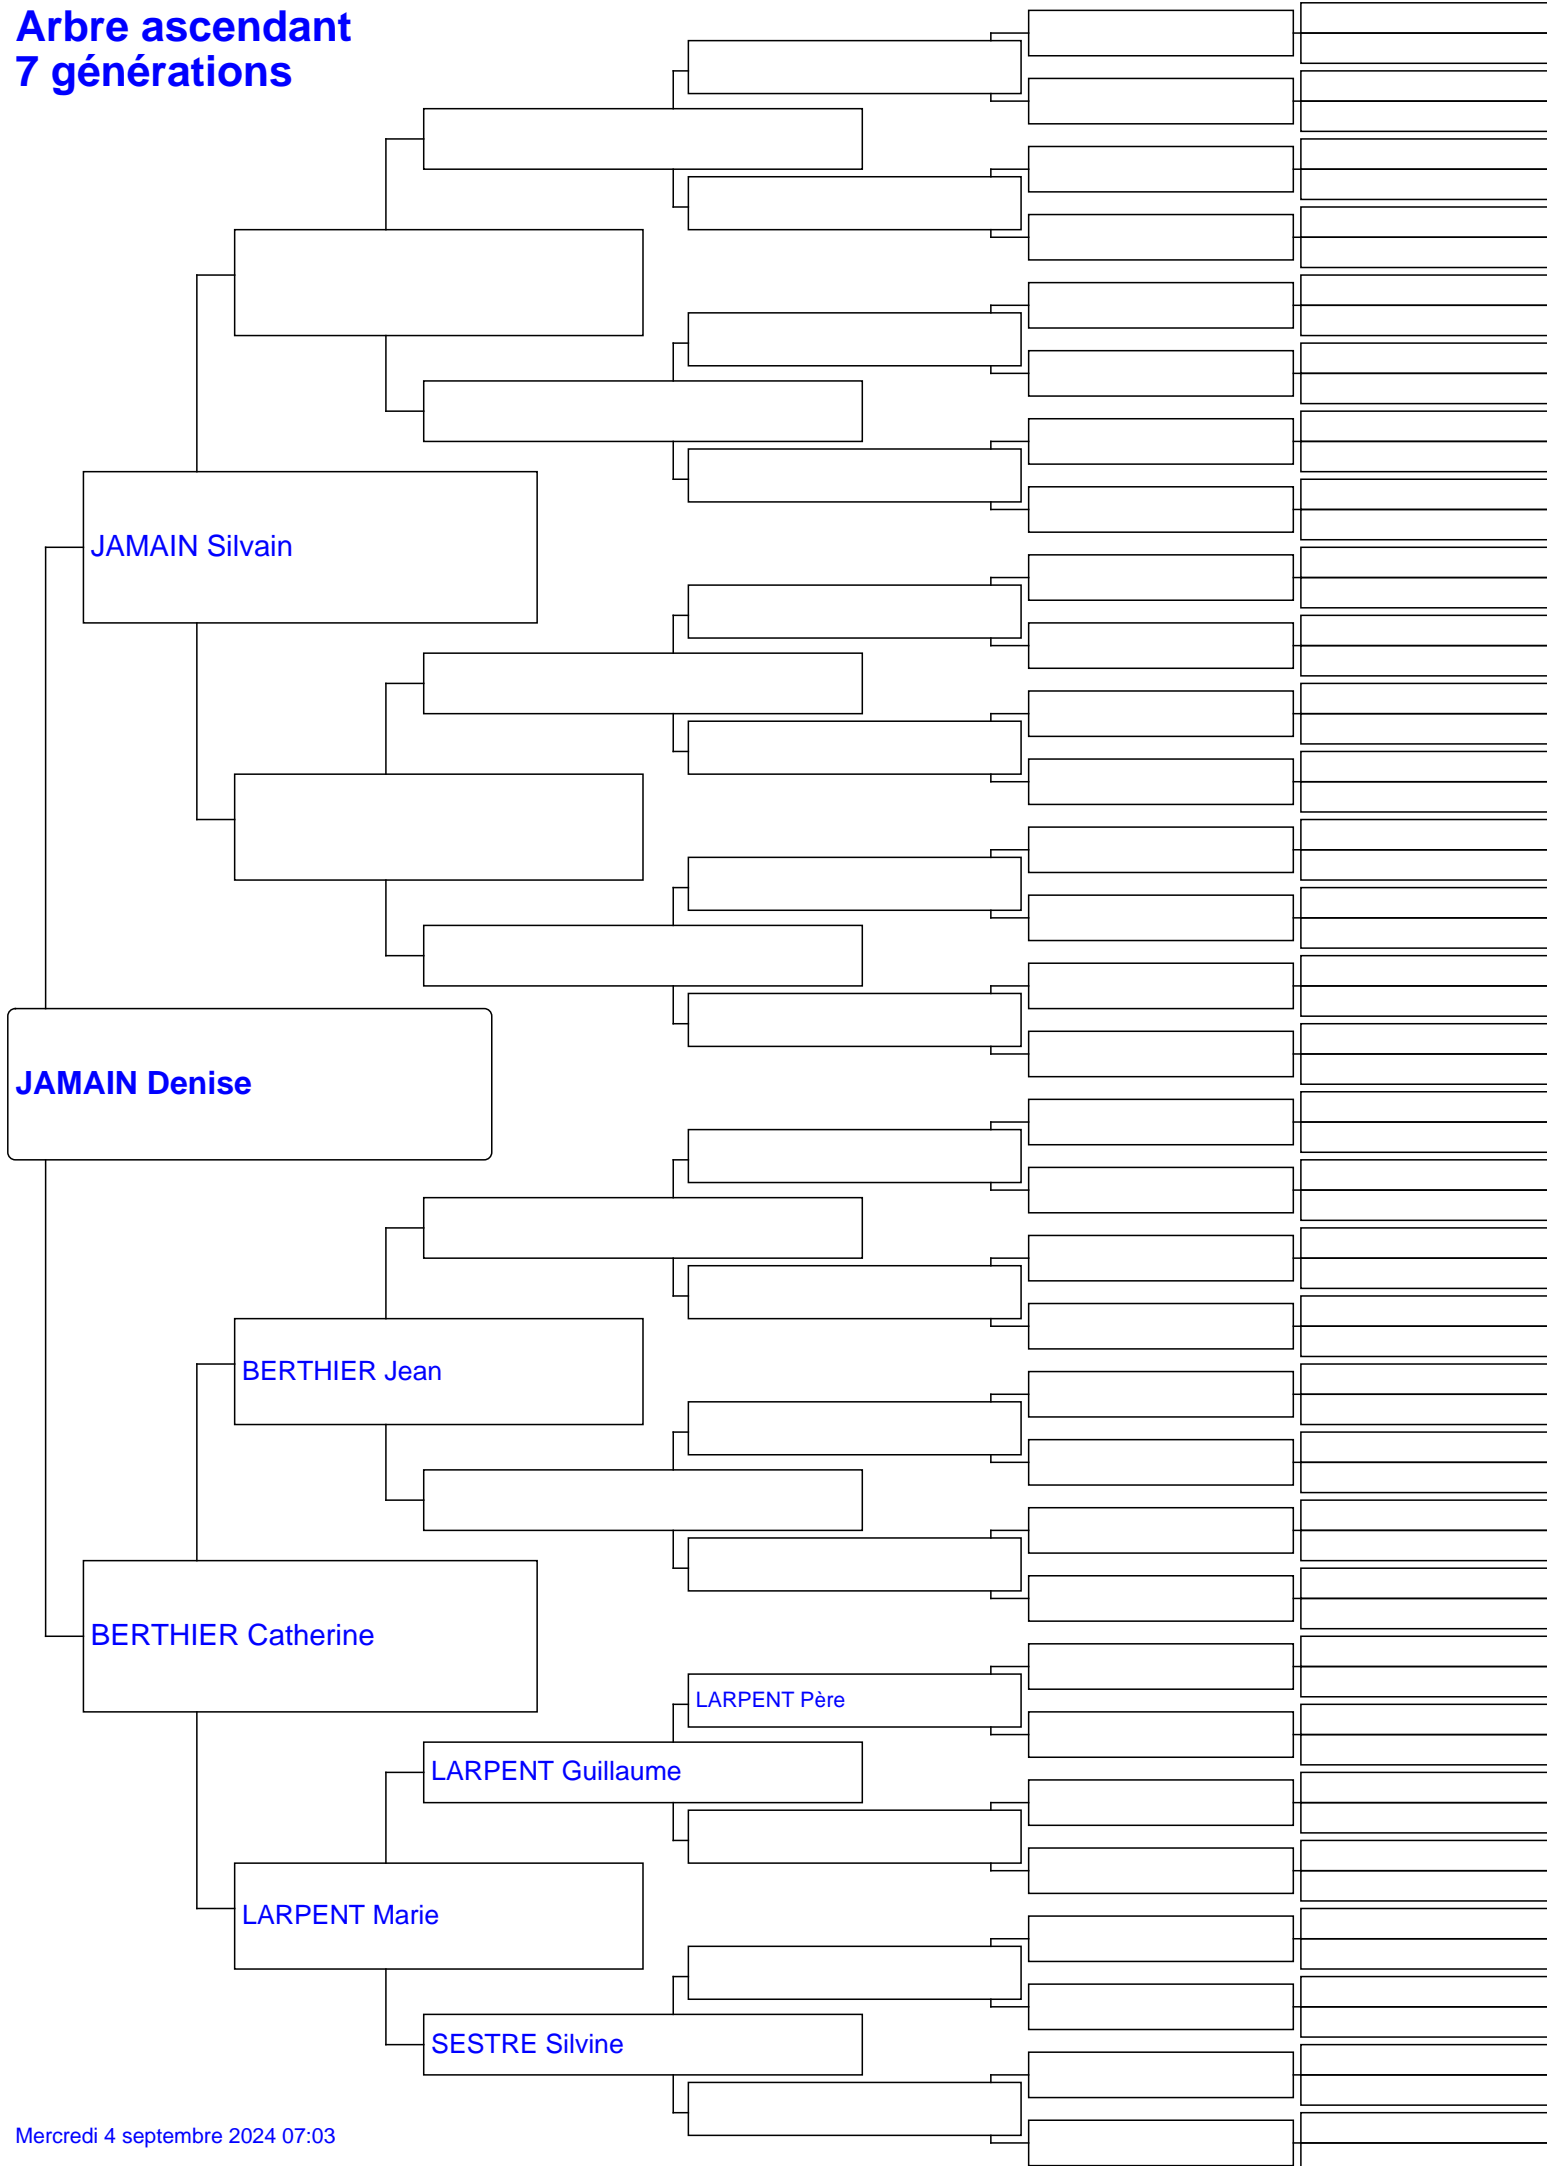 Arbre ascendant
7 générations
JAMAIN Silvain
JAMAIN Denise
BERTHIER Jean
BERTHIER Catherine
LARPENT Père
LARPENT Guillaume
LARPENT Marie
SESTRE Silvine
Mercredi 4 septembre 2024 07:03